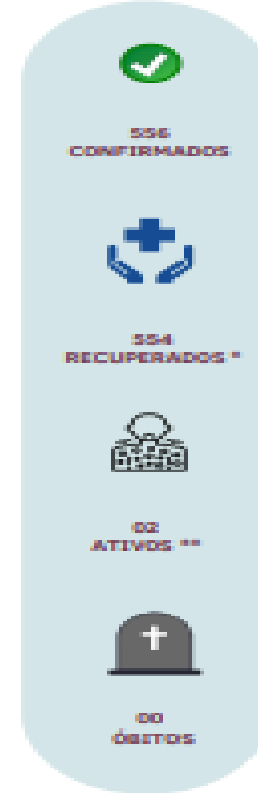 556
CONFIRMADOS
554
RECUPERADOS *
02
ATIVOS **
00
ÓBITOS